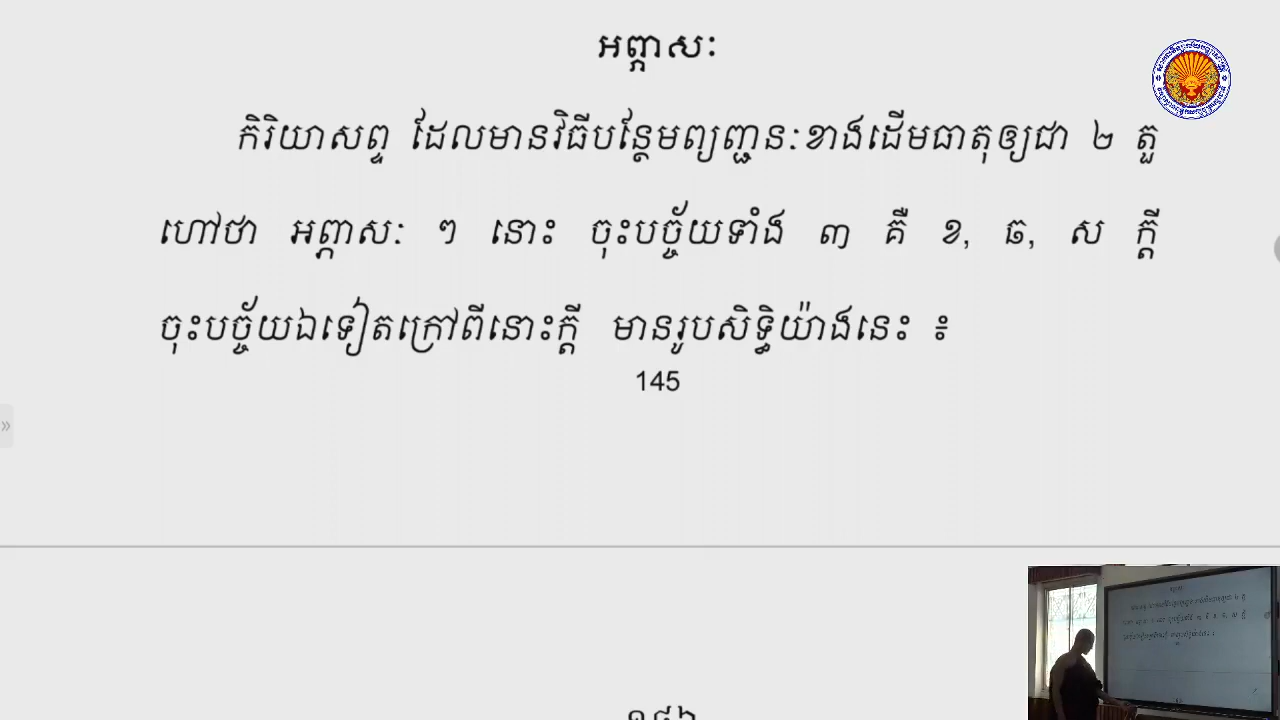 អព្ភាសៈ
កិរិយាសព្ទ ដែលមានវិធីបន្ថែមព្យញ្ជនៈខាងដើមធាតុឲ្យជា ២ តួ
ហៅថា អព្ភាសៈ ៗ នោះ ចុះបច្ច័យទាំង ៣ គឺ ខ, ឆ, ស ក្តី
ចុះបច្ច័យឯទៀតក្រៅពីនោះក្តី មានរូបសិទ្ធិយ៉ាងនេះ ៖
145
»